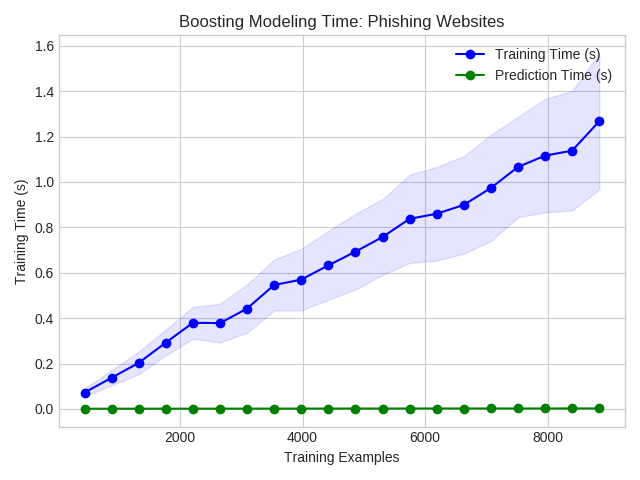 Boosting Modeling Time: Phishing Websites
Training Time (s)
Prediction Time (s)
1.6
1.4
1.2
1.0
0.8
0.6
0.4
0.2
0.0
Training Time (s)
2000 4000 6000 8000
Training Examples